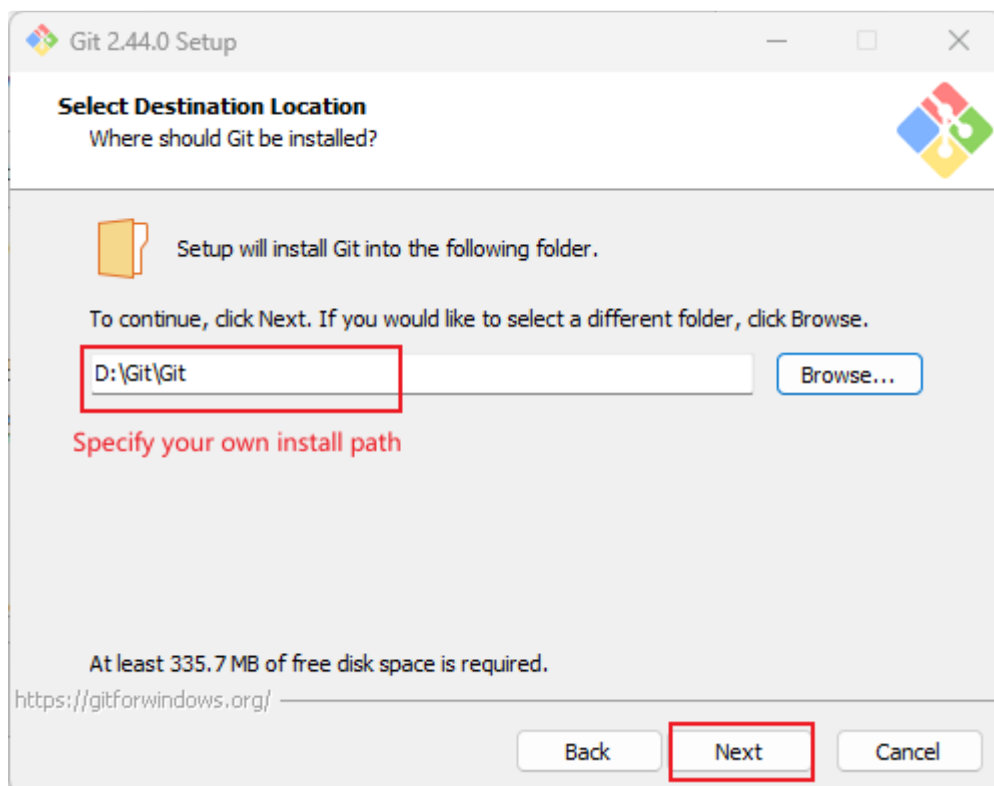 Git 2.44.0 Setup
Select Destination Location
Where should Git be installed?
Setup will install Git into the following folder.
To continue, click Next. If you would like to select a different folder, click Browse.
D:\Git\Git
Browse...
Specify your own install path
At least 335.7 MB of free disk space is required.
https://gitforwindows.org/
Back
Next
Cancel